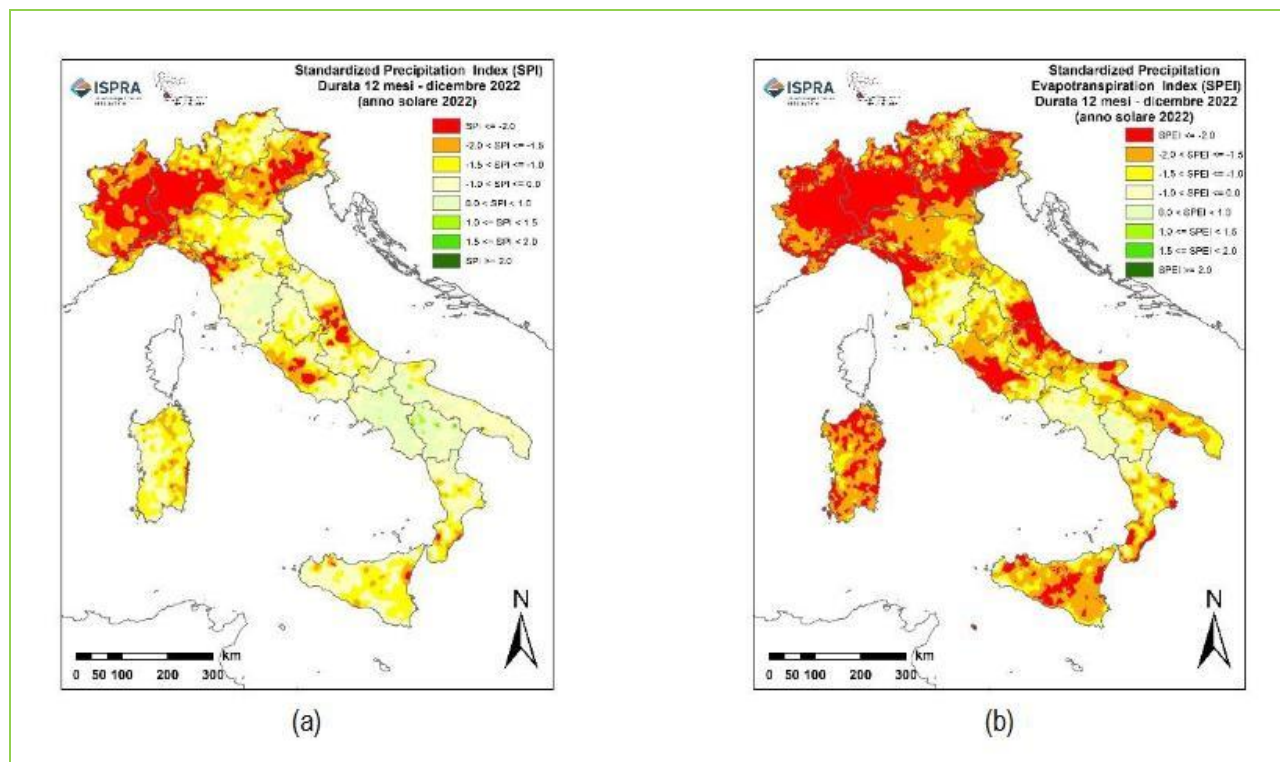 ISPRA
Standardized Precipitation Index (SPI)
Durata 12 mesi - dicembre 2022
(anno solare 2022)
SPI <= -2.0
-2.0 < SPI <= -1.5
-1.5 < SPI <= -1.0
-1.0 < SPI <= 0.0
0.0 < SPI < 1.0
1.0 <= SPI < 1.5
1.5 <= SPI < 2.0
SPI >= 2.0
N
km
0 50 100 200 300
(a)
ISPRA
Standardized Precipitation
Evapotranspiration Index (SPEI)
Durata 12 mesi - dicembre 2022
(anno solare 2022)
SPEI <= -2.0
-2.0 < SPEI <= -1.5
-1.5 < SPEI <= -1.0
-1.0 < SPEI <= 0.0
0.0 < SPEI < 1.0
1.0 <= SPEI < 1.5
1.5 <= SPEI < 2.0
SPEI >= 2.0
N
km
0 50 100 200 300
(b)